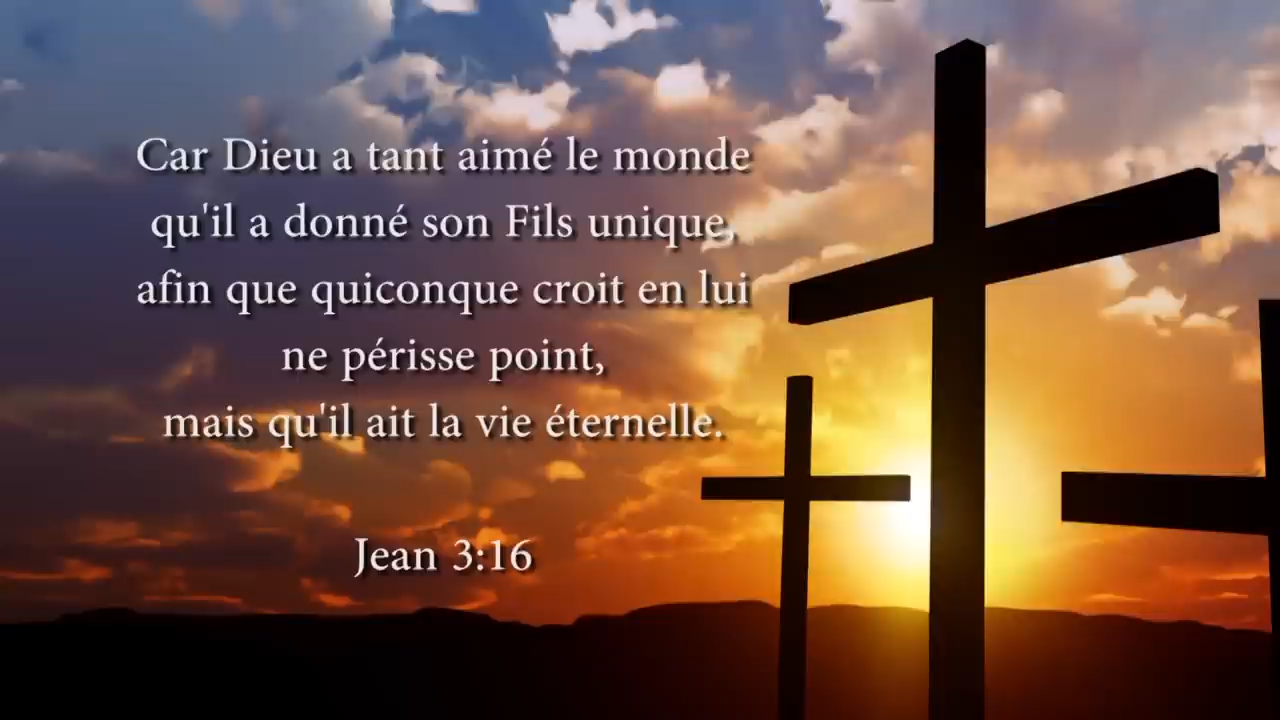 Car Dieu a tant aimé le monde
qu'il a donné son Fils unique,
afin que quiconque croit en lui
ne périsse point,
mais qu'il ait la vie éternelle.
Jean 3:16